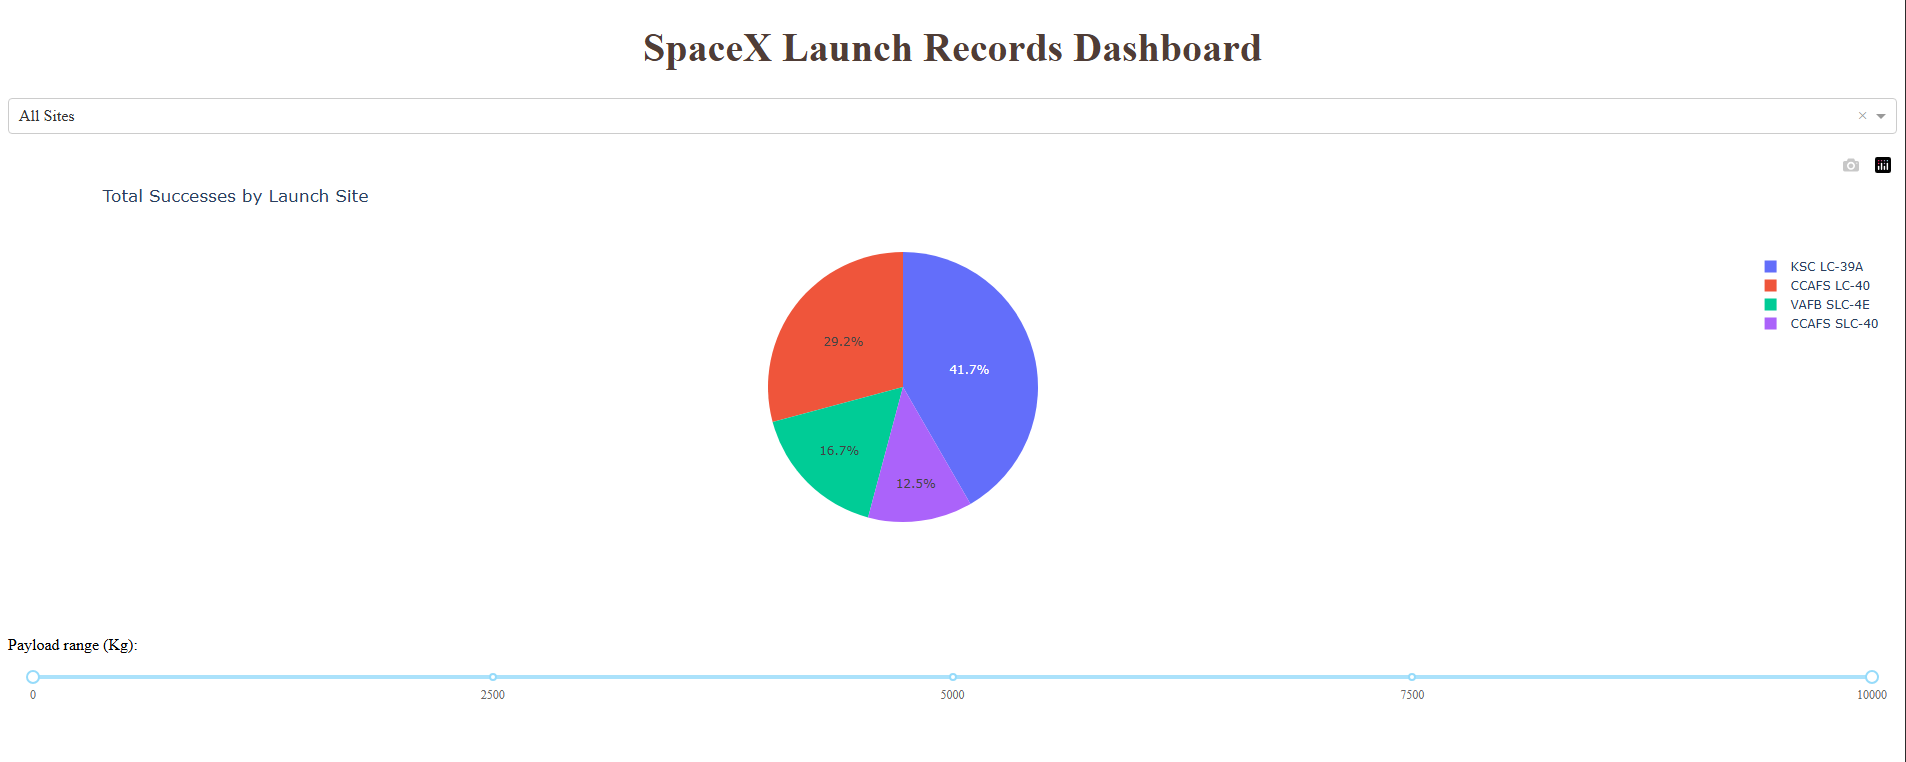 SpaceX Launch Records Dashboard
All Sites
Total Successes by Launch Site
KSC LC-39A
CCAFS LC-40
VAFB SLC-4E
CCAFS SLC-40
29.2%
41.7%
16.7%
12.5%
Payload range (Kg):
0 2500 5000 7500 10000